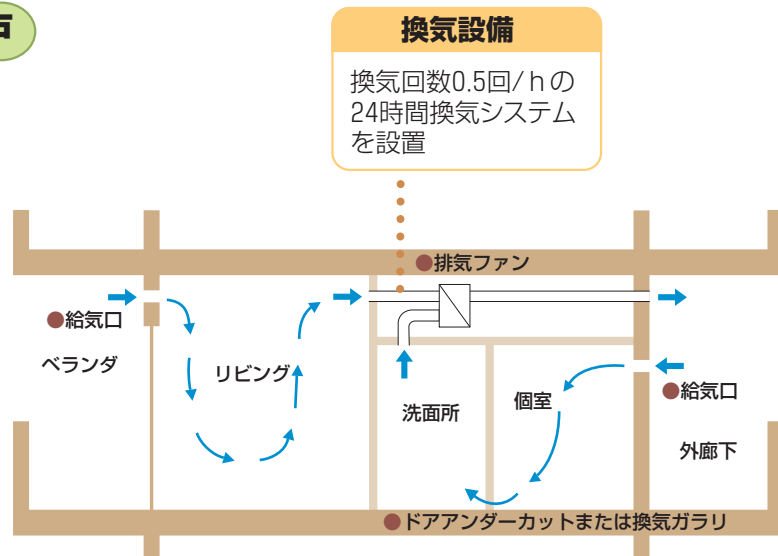 戸
換気設備
換気回数0.5回/hの
24時間換気システム
を設置
●排気ファン
●給気口
ベランダ
リビング
洗面所
個室
●給気口
外廊下
●ドアアンダーカットまたは換気ガラリ